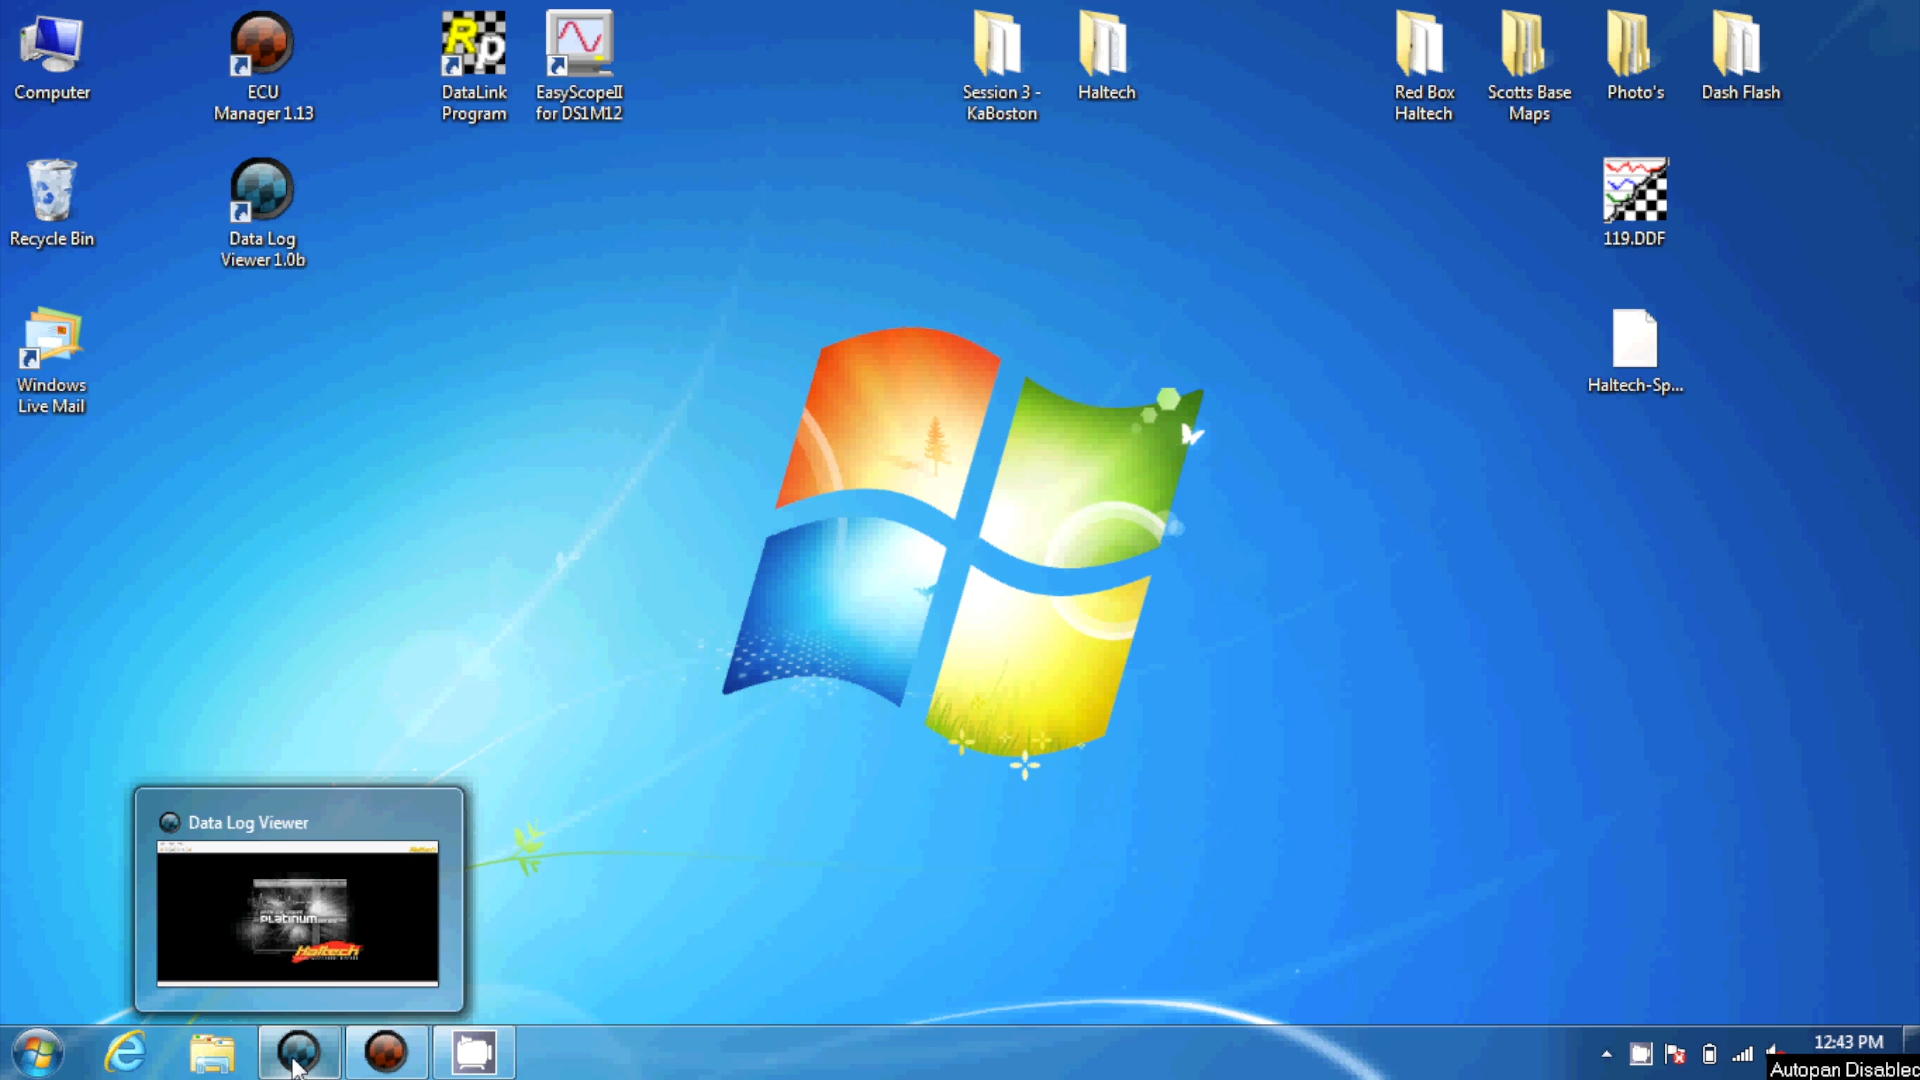 Computer
ECU
Manager 1.13
Rp
DataLink
Program
EasyScopeII
for DS1M12
Session 3 -
KaBoston
Haltech
Red Box
Haltech
Scotts Base
Maps
Photo's
Dash Flash
Recycle Bin
Data Log
Viewer 1.0b
119.DDF
Windows
Live Mail
Haltech-Sp...
Data Log Viewer
PLATINUM
Haltech
12:43 PM
Autopan Disabled